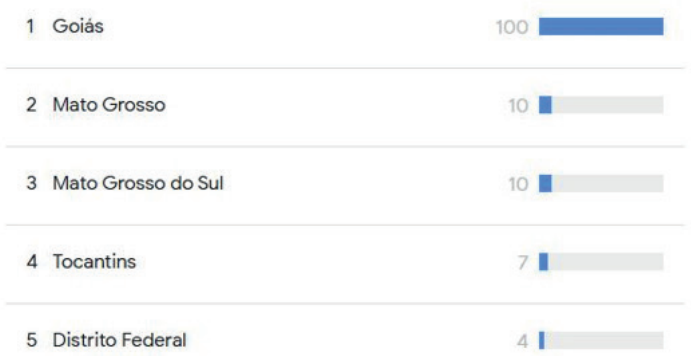 1 Goiás 100
2 Mato Grosso 10
3 Mato Grosso do Sul 10
4 Tocantins 7
5 Distrito Federal 4